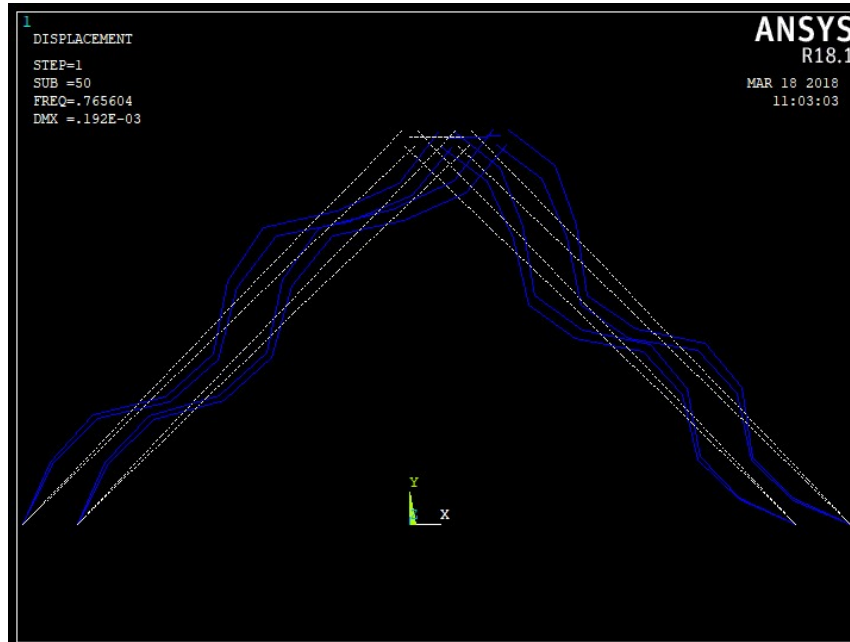 1
DISPLACEMENT
STEP=1
SUB =50
FREQ=.765604
DMX =.192E-03
ANSYS
R18.1
MAR 18 2018
11:03:03
Y
X